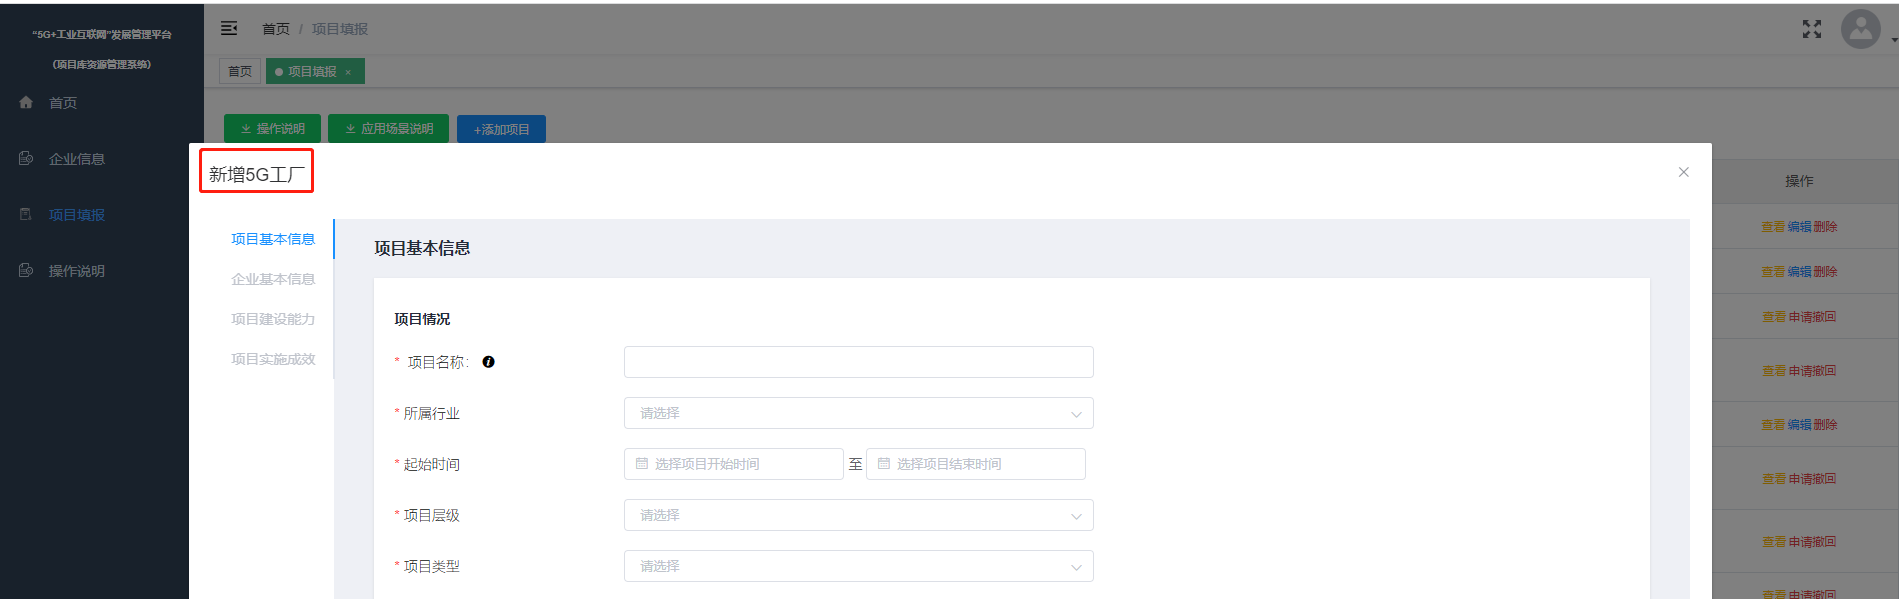 “5G+工业互联网”发展管理平台
(项目库资源管理系统)
首页
企业信息
项目填报
操作说明
首页 / 项目填报
首页
项目填报 ×
操作说明
应用场景说明
+添加项目
新增5G工厂
项目基本信息
企业基本信息
项目建设能力
项目实施成效
项目基本信息
项目情况
* 项目名称:
* 所属行业
请选择
* 起始时间
选择项目开始时间 至 选择项目结束时间
* 项目层级
请选择
* 项目类型
请选择
操作
查看 编辑 删除
查看 编辑 删除
查看 申请撤回
查看 申请撤回
查看 编辑 删除
查看 申请撤回
查看 申请撤回
查看 申请撤回